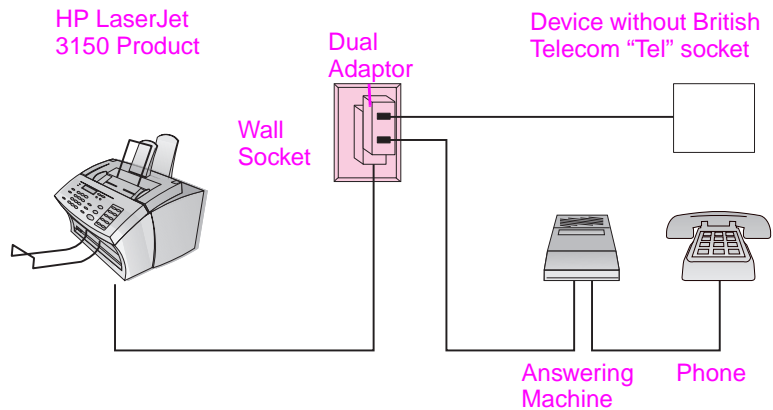 HP LaserJet
3150 Product
Dual
Adaptor
Device without British
Telecom “Tel” socket
Wall
Socket
Answering
Machine
Phone